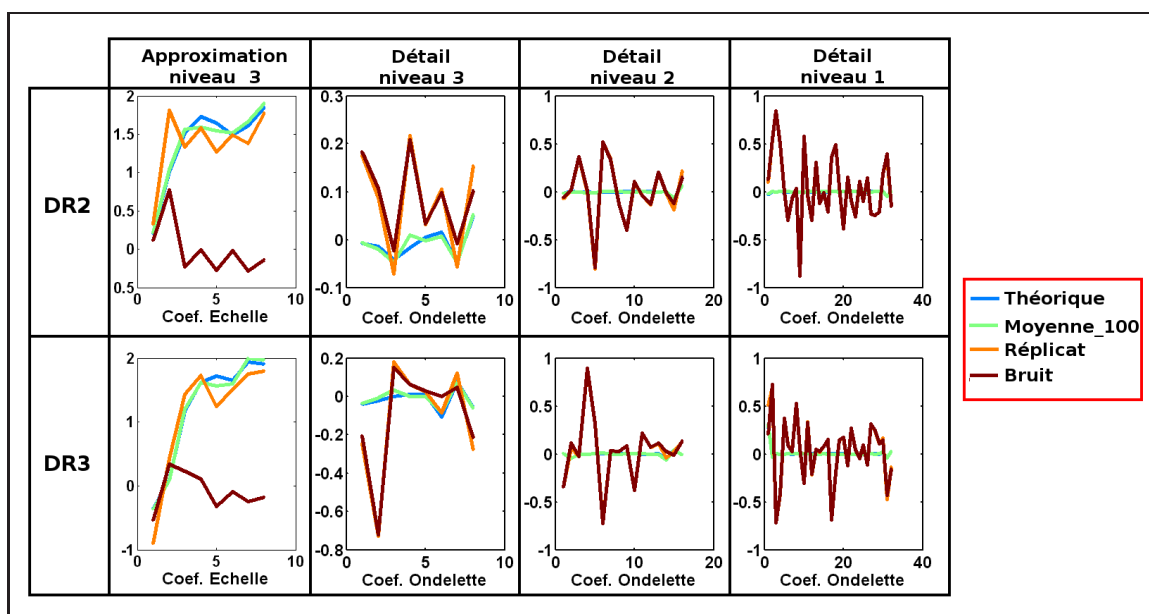 Approximation
niveau 3
Détail
niveau 3
Détail
niveau 2
Détail
niveau 1
DR2
2
1.5
1
0.5
0
0.5
0
5
10
Coef. Echelle
0.3
0.2
0.1
0
-0.1
0
5
10
Coef. Ondelette
1
0.5
0
-0.5
-1
0
10
20
Coef. Ondelette
1
0.5
0
-0.5
-1
0
20
40
Coef. Ondelette
DR3
2
1
0
-1
0
5
10
Coef. Echelle
0.2
0
-0.2
-0.4
-0.6
-0.8
0
5
10
Coef. Ondelette
1
0.5
0
-0.5
-1
0
10
20
Coef. Ondelette
1
0.5
0
-0.5
-1
0
20
40
Coef. Ondelette
Théorique
Moyenne_100
Réplicat
Bruit